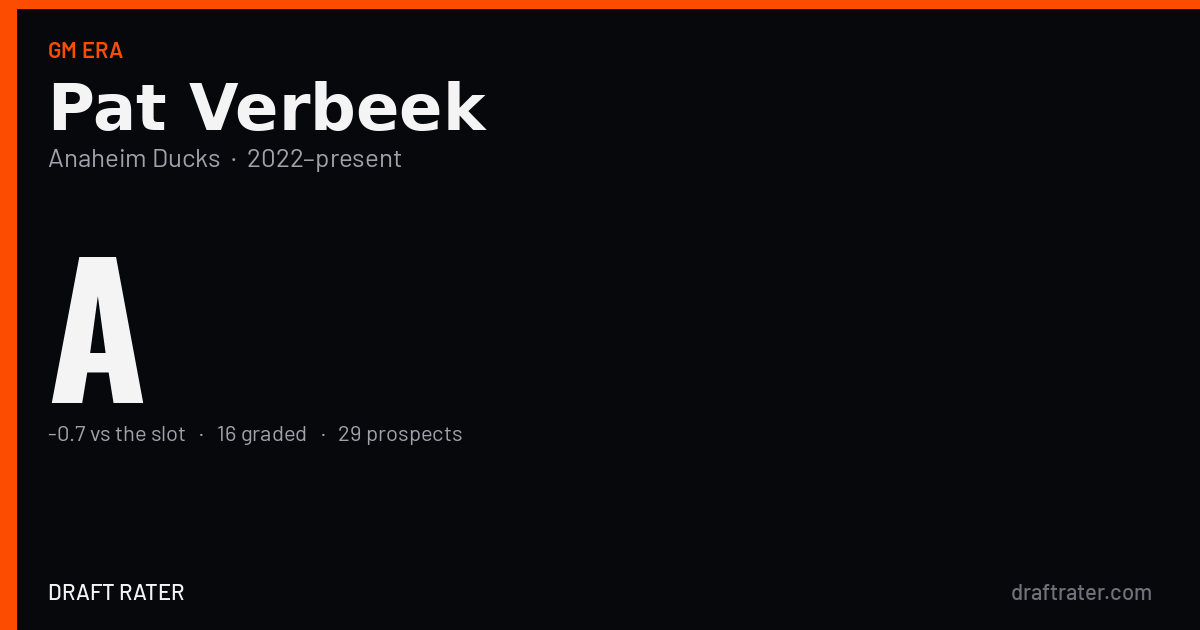 GM ERA
Pat Verbeek
Anaheim Ducks · 2022–present
A
-0.7 vs the slot · 16 graded · 29 prospects
DRAFT RATER
draftrater.com